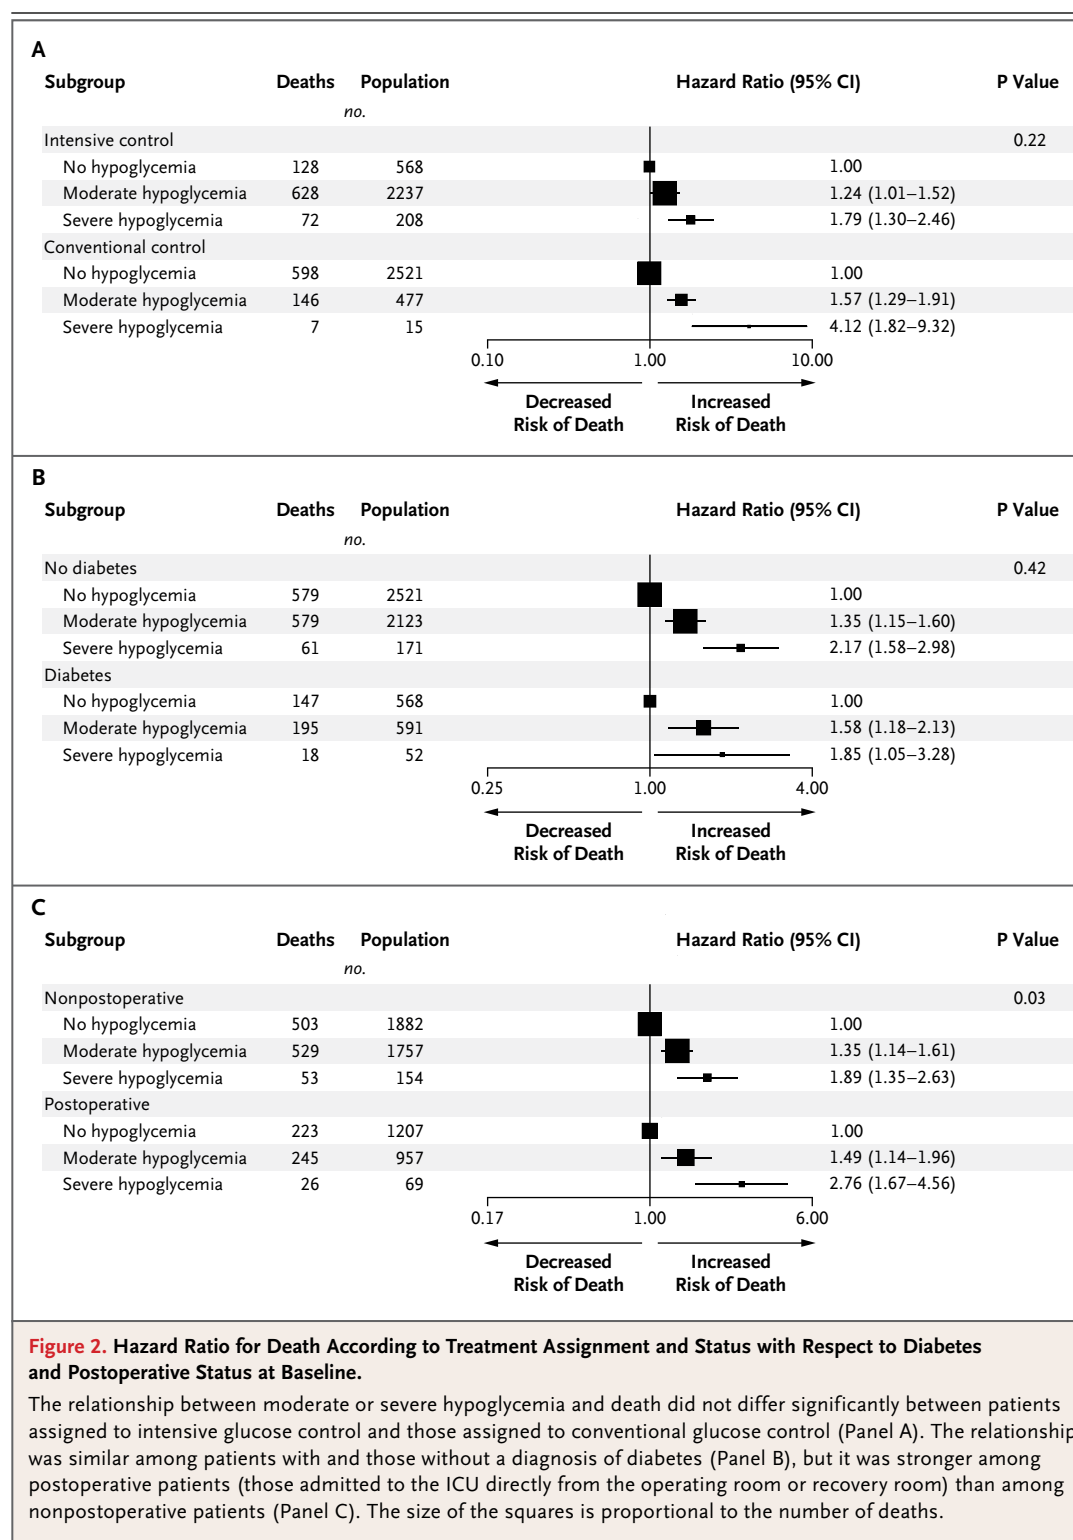 A
Subgroup Deaths Population Hazard Ratio (95% CI) P Value
no.
Intensive control 0.22
No hypoglycemia 128 568 1.00
Moderate hypoglycemia 628 2237 1.24 (1.01–1.52)
Severe hypoglycemia 72 208 1.79 (1.30–2.46)
Conventional control
No hypoglycemia 598 2521 1.00
Moderate hypoglycemia 146 477 1.57 (1.29–1.91)
Severe hypoglycemia 7 15 4.12 (1.82–9.32)
0.10 1.00 10.00
Decreased Increased
Risk of Death Risk of Death
B
Subgroup Deaths Population Hazard Ratio (95% CI) P Value
no.
No diabetes 0.42
No hypoglycemia 579 2521 1.00
Moderate hypoglycemia 579 2123 1.35 (1.15–1.60)
Severe hypoglycemia 61 171 2.17 (1.58–2.98)
Diabetes
No hypoglycemia 147 568 1.00
Moderate hypoglycemia 195 591 1.58 (1.18–2.13)
Severe hypoglycemia 18 52 1.85 (1.05–3.28)
0.25 1.00 4.00
Decreased Increased
Risk of Death Risk of Death
C
Subgroup Deaths Population Hazard Ratio (95% CI) P Value
no.
Nonpostoperative 0.03
No hypoglycemia 503 1882 1.00
Moderate hypoglycemia 529 1757 1.35 (1.14–1.61)
Severe hypoglycemia 53 154 1.89 (1.35–2.63)
Postoperative
No hypoglycemia 223 1207 1.00
Moderate hypoglycemia 245 957 1.49 (1.14–1.96)
Severe hypoglycemia 26 69 2.76 (1.67–4.56)
0.17 1.00 6.00
Decreased Increased
Risk of Death Risk of Death
Figure 2. Hazard Ratio for Death According to Treatment Assignment and Status with Respect to Diabetes
and Postoperative Status at Baseline.
The relationship between moderate or severe hypoglycemia and death did not differ significantly between patients
assigned to intensive glucose control and those assigned to conventional glucose control (Panel A). The relationship
was similar among patients with and those without a diagnosis of diabetes (Panel B), but it was stronger among
postoperative patients (those admitted to the ICU directly from the operating room or recovery room) than among
nonpostoperative patients (Panel C). The size of the squares is proportional to the number of deaths.